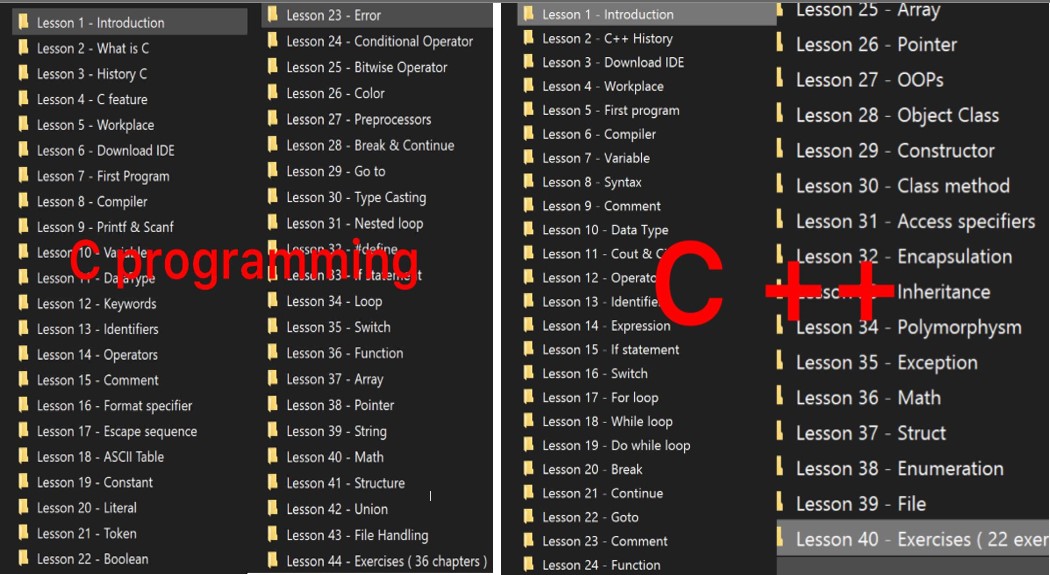 Lesson 1 - Introduction
Lesson 2 - What is C
Lesson 3 - History C
Lesson 4 - C feature
Lesson 5 - Workplace
Lesson 6 - Download IDE
Lesson 7 - First Program
Lesson 8 - Compiler
Lesson 9 - Printf & Scanf
Lesson 10 - Variable
Lesson 11 - DataType
Lesson 12 - Keywords
Lesson 13 - Identifiers
Lesson 14 - Operators
Lesson 15 - Comment
Lesson 16 - Format specifier
Lesson 17 - Escape sequence
Lesson 18 - ASCII Table
Lesson 19 - Constant
Lesson 20 - Literal
Lesson 21 - Token
Lesson 22 - Boolean
Lesson 23 - Error
Lesson 24 - Conditional Operator
Lesson 25 - Bitwise Operator
Lesson 26 - Color
Lesson 27 - Preprocessors
Lesson 28 - Break & Continue
Lesson 29 - Go to
Lesson 30 - Type Casting
Lesson 31 - Nested loop
Lesson 32 - #define
Lesson 33 - If statement
Lesson 34 - Loop
Lesson 35 - Switch
Lesson 36 - Function
Lesson 37 - Array
Lesson 38 - Pointer
Lesson 39 - String
Lesson 40 - Math
Lesson 41 - Structure
Lesson 42 - Union
Lesson 43 - File Handling
Lesson 44 - Exercises ( 36 chapters )
C programming
Lesson 1 - Introduction
Lesson 2 - C++ History
Lesson 3 - Download IDE
Lesson 4 - Workplace
Lesson 5 - First program
Lesson 6 - Compiler
Lesson 7 - Variable
Lesson 8 - Syntax
Lesson 9 - Comment
Lesson 10 - Data Type
Lesson 11 - Cout &
Lesson 12 -
Lesson 13 -
Lesson 14 - Expression
Lesson 15 - If statement
Lesson 16 - Switch
Lesson 17 - For loop
Lesson 18 - While loop
Lesson 19 - Do while loop
Lesson 20 - Break
Lesson 21 - Continue
Lesson 22 - Goto
Lesson 23 - Comment
Lesson 24 - Function
Lesson 25 - Array
Lesson 26 - Pointer
Lesson 27 - OOPs
Lesson 28 - Object Class
Lesson 29 - Constructor
Lesson 30 - Class method
Lesson 31 - Access specifiers
Lesson 32 - Encapsulation
Lesson Inheritance
Lesson 34 - Polymorphysm
Lesson 35 - Exception
Lesson 36 - Math
Lesson 37 - Struct
Lesson 38 - Enumeration
Lesson 39 - File
Lesson 40 - Exercises ( 22 exer
C ++